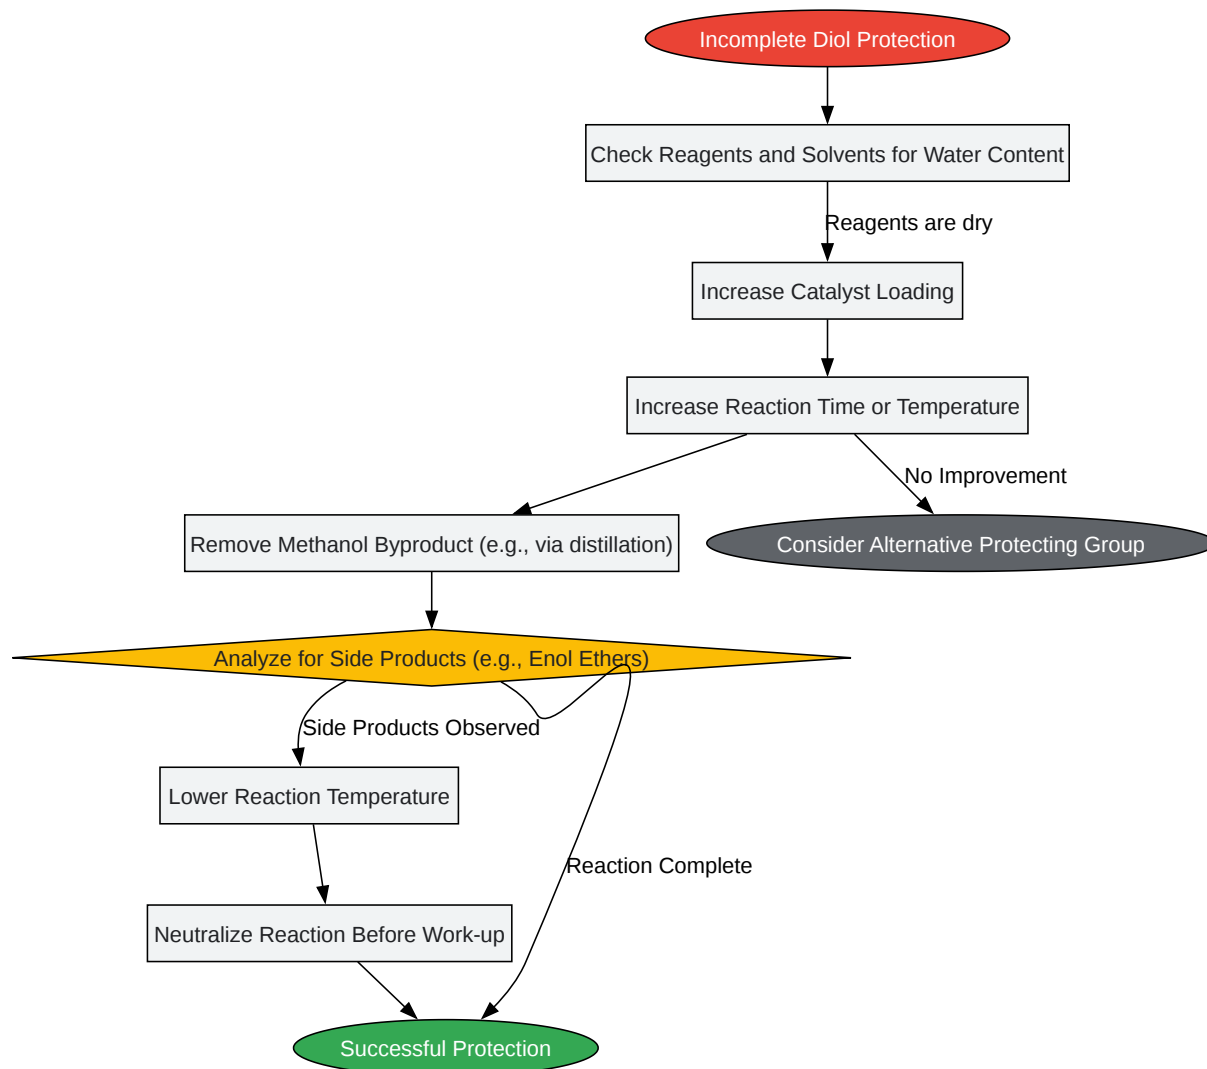 Incomplete Diol Protection
Check Reagents and Solvents for Water Content
Reagents are dry
Increase Catalyst Loading
Increase Reaction Time or Temperature
No Improvement
Remove Methanol Byproduct (e.g., via distillation)
Consider Alternative Protecting Group
Analyze for Side Products (e.g., Enol Ethers)
Side Products Observed
Lower Reaction Temperature
Reaction Complete
Neutralize Reaction Before Work-up
Successful Protection